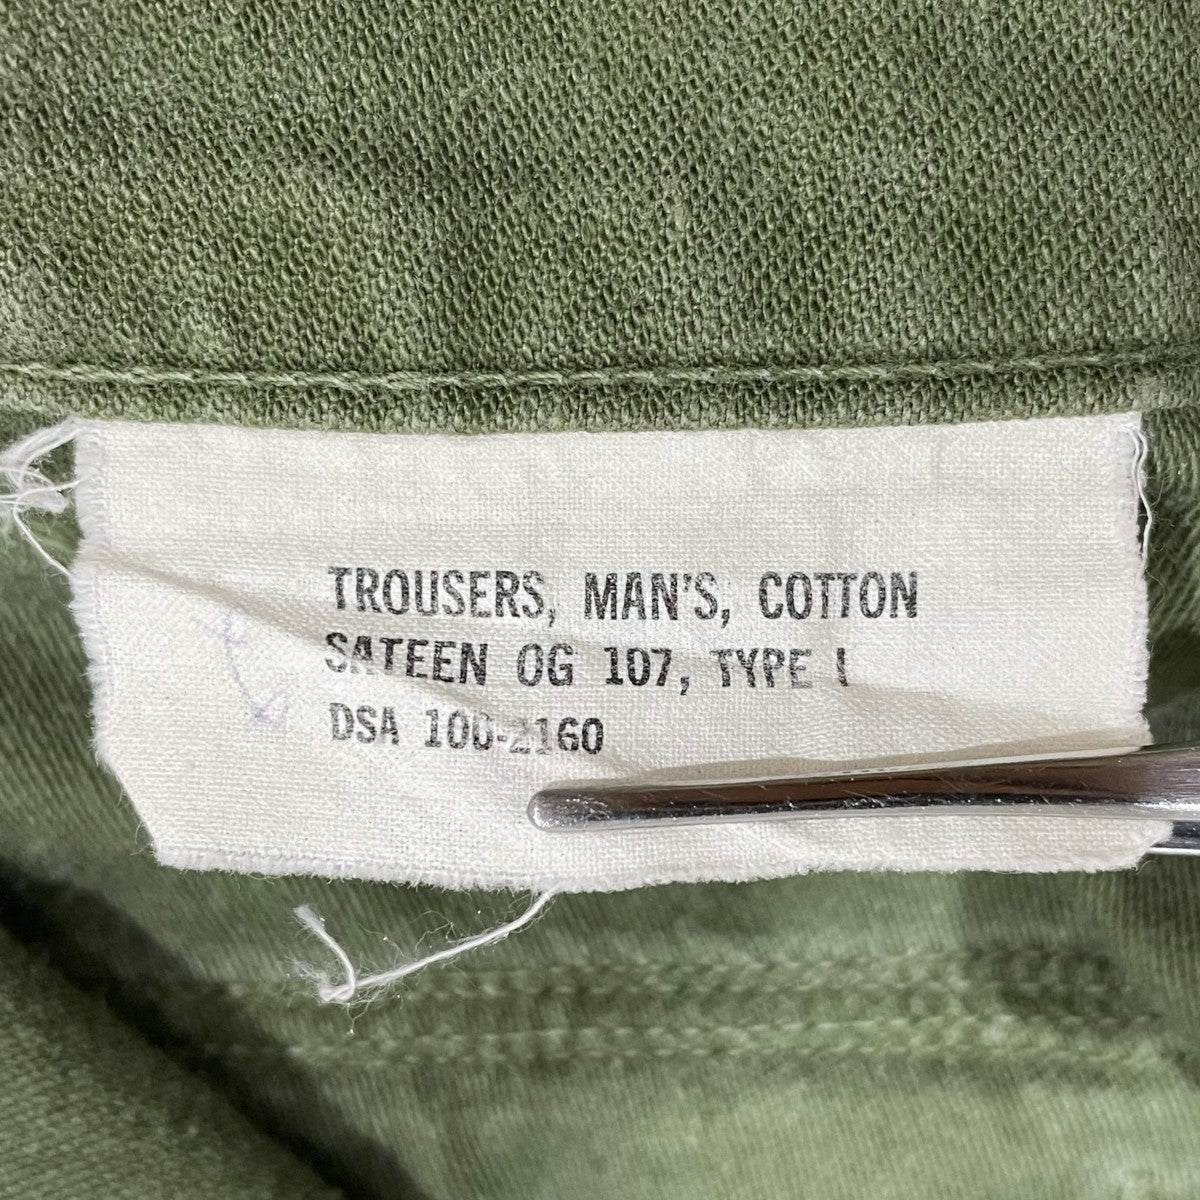 TROUSERS, MAN'S, COTTON
SATEEN OG 107, TYPE I
DSA 100-2160